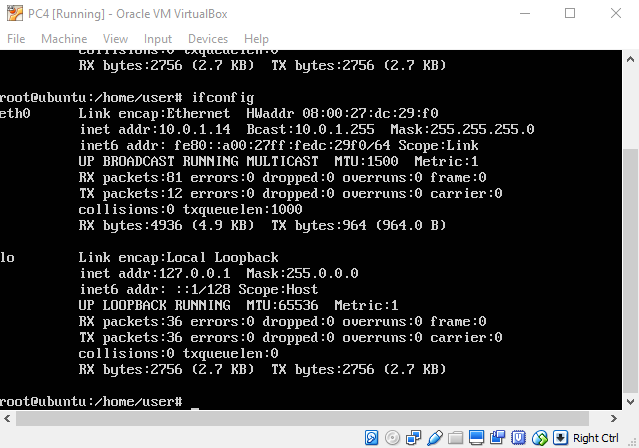 PC4 [Running] - Oracle VM VirtualBox
File Machine View Input Devices Help
collisions:0 txqueuelen:0
RX bytes:2756 (2.7 KB) TX bytes:2756 (2.7 KB)
root@ubuntu:/home/user# ifconfig
eth0 Link encap:Ethernet HWaddr 08:00:27:dc:29:f0
inet addr:10.0.1.14 Bcast:10.0.1.255 Mask:255.255.255.0
inet6 addr: fe80::a00:27ff:fedc:29f0/64 Scope:Link
UP BROADCAST RUNNING MULTICAST MTU:1500 Metric:1
RX packets:81 errors:0 dropped:0 overruns:0 frame:0
TX packets:12 errors:0 dropped:0 overruns:0 carrier:0
collisions:0 txqueuelen:1000
RX bytes:4936 (4.9 KB) TX bytes:964 (964.0 B)
lo Link encap:Local Loopback
inet addr:127.0.0.1 Mask:255.0.0.0
inet6 addr: ::1/128 Scope:Host
UP LOOPBACK RUNNING MTU:65536 Metric:1
RX packets:36 errors:0 dropped:0 overruns:0 frame:0
TX packets:36 errors:0 dropped:0 overruns:0 carrier:0
collisions:0 txqueuelen:0
RX bytes:2756 (2.7 KB) TX bytes:2756 (2.7 KB)
root@ubuntu:/home/user# _
Right Ctrl